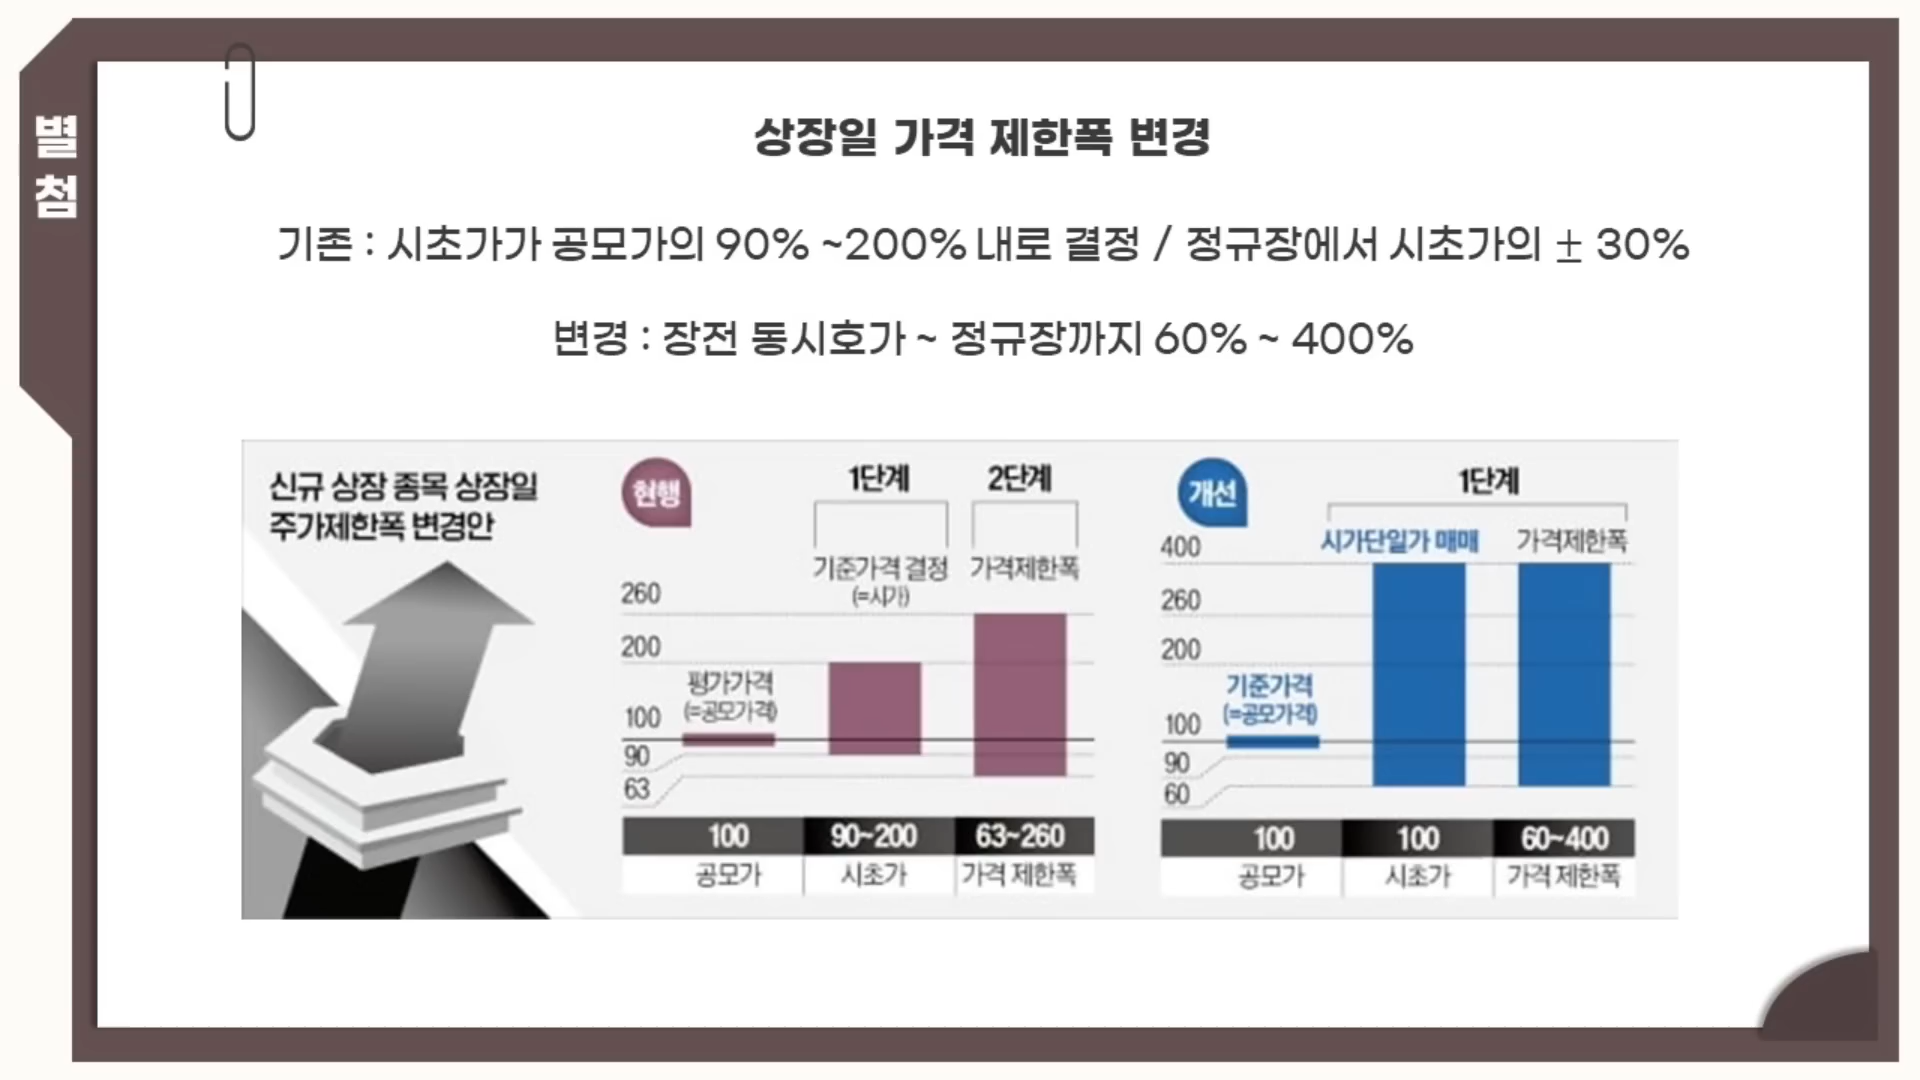 별첨
상장일 가격 제한폭 변경
기존 : 시초가가 공모가의 90% ~200% 내로 결정 / 정규장에서 시초가의 ± 30%
변경 : 장전 동시호가 ~ 정규장까지 60% ~ 400%
신규 상장 종목 상장일
주가제한폭 변경안
현행
1단계
2단계
기준가격 결정
(=시가)
가격제한폭
260
200
평가가격
(=공모가격)
100
90
63
100
90~200
63~260
공모가
시초가
가격 제한폭
개선
1단계
시가단일가 매매
가격제한폭
400
260
200
기준가격
(=공모가격)
100
90
60
100
100
60~400
공모가
시초가
가격 제한폭